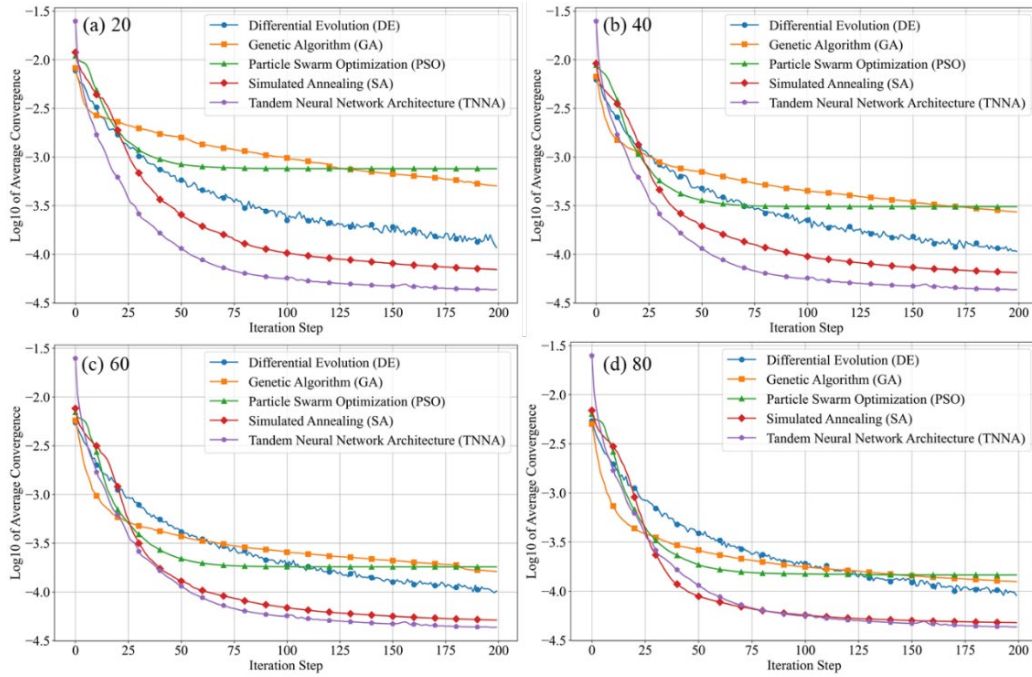 (a) 20
Differential Evolution (DE)
Genetic Algorithm (GA)
Particle Swarm Optimization (PSO)
Simulated Annealing (SA)
Tandem Neural Network Architecture (TNNA)
Log10 of Average Convergence
−1.5
−2.0
−2.5
−3.0
−3.5
−4.0
−4.5
0 25 50 75 100 125 150 175 200
Iteration Step
(b) 40
Differential Evolution (DE)
Genetic Algorithm (GA)
Particle Swarm Optimization (PSO)
Simulated Annealing (SA)
Tandem Neural Network Architecture (TNNA)
Log10 of Average Convergence
−1.5
−2.0
−2.5
−3.0
−3.5
−4.0
−4.5
0 25 50 75 100 125 150 175 200
Iteration Step
(c) 60
Differential Evolution (DE)
Genetic Algorithm (GA)
Particle Swarm Optimization (PSO)
Simulated Annealing (SA)
Tandem Neural Network Architecture (TNNA)
Log10 of Average Convergence
−1.5
−2.0
−2.5
−3.0
−3.5
−4.0
−4.5
0 25 50 75 100 125 150 175 200
Iteration Step
(d) 80
Differential Evolution (DE)
Genetic Algorithm (GA)
Particle Swarm Optimization (PSO)
Simulated Annealing (SA)
Tandem Neural Network Architecture (TNNA)
Log10 of Average Convergence
−1.5
−2.0
−2.5
−3.0
−3.5
−4.0
−4.5
0 25 50 75 100 125 150 175 200
Iteration Step